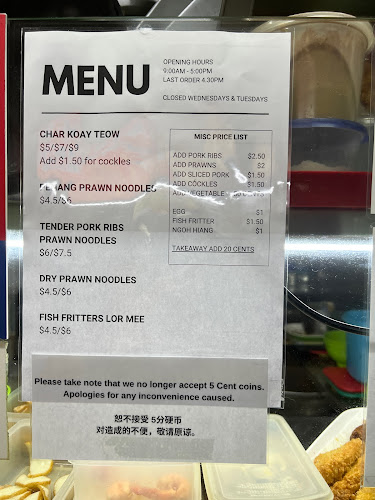 MENU
OPENING HOURS
9:00AM - 5:00PM
LAST ORDER 4.30PM
CLOSED WEDNESDAYS & TUESDAYS
CHAR KOAY TEOW
$5/$7/$9
Add $1.50 for cockles
PENANG PRAWN NOODLES
$4.5/$6
TENDER PORK RIBS
PRAWN NOODLES
$6/$7.5
DRY PRAWN NOODLES
$4.5/$6
FISH FRITTERS LOR MEE
$4.5/$6
MISC PRICE LIST
ADD PORK RIBS $2.50
ADD PRAWNS $2
ADD SLICED PORK $1.50
ADD COCKLES $1.50
ADD VEGETABLE CENTS
EGG $1
FISH FRITTER $1.50
NGOH HIANG $1
TAKEAWAY ADD 20 CENTS
Please take note that we no longer accept 5 Cent coins.
Apologies for any inconvenience caused.
恕不接受 5分硬币
对造成的不便，敬请原谅。